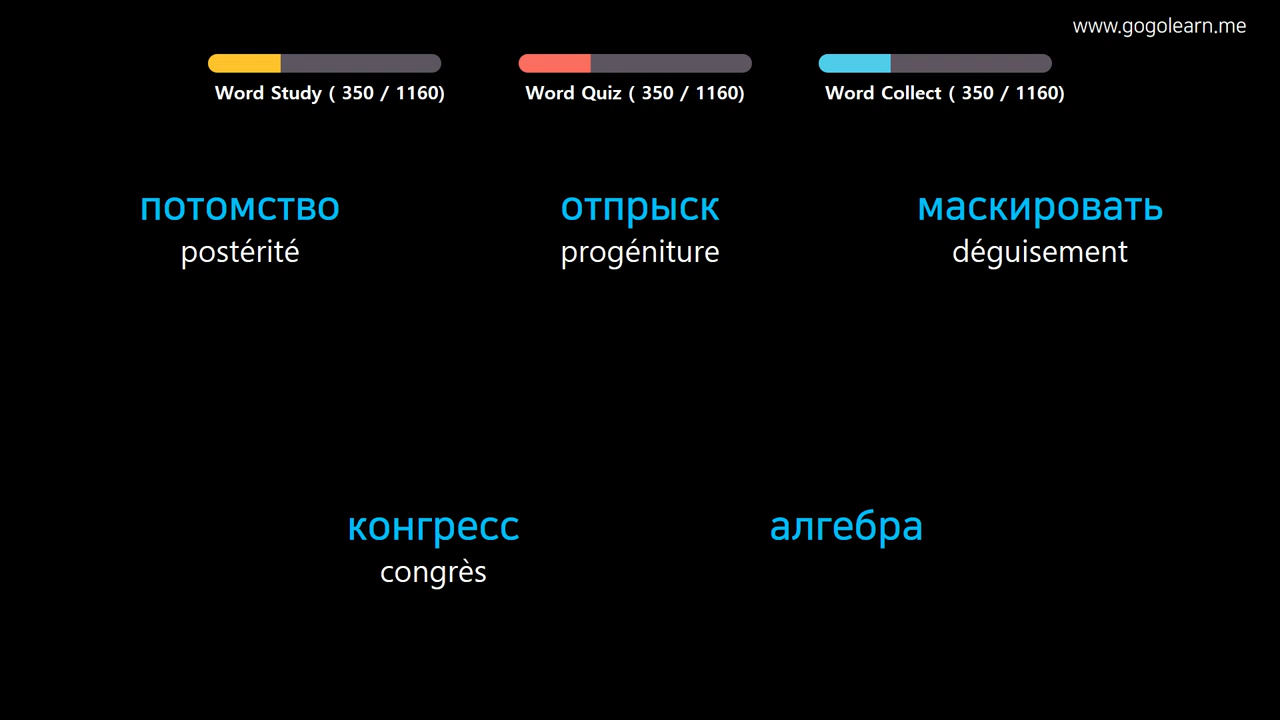 www.gogolearn.me
Word Study ( 350 / 1160)
Word Quiz ( 350 / 1160)
Word Collect ( 350 / 1160)
потомство
postérité
отпрыск
progéniture
маскировать
déguisement
конгресс
congrès
алгебра